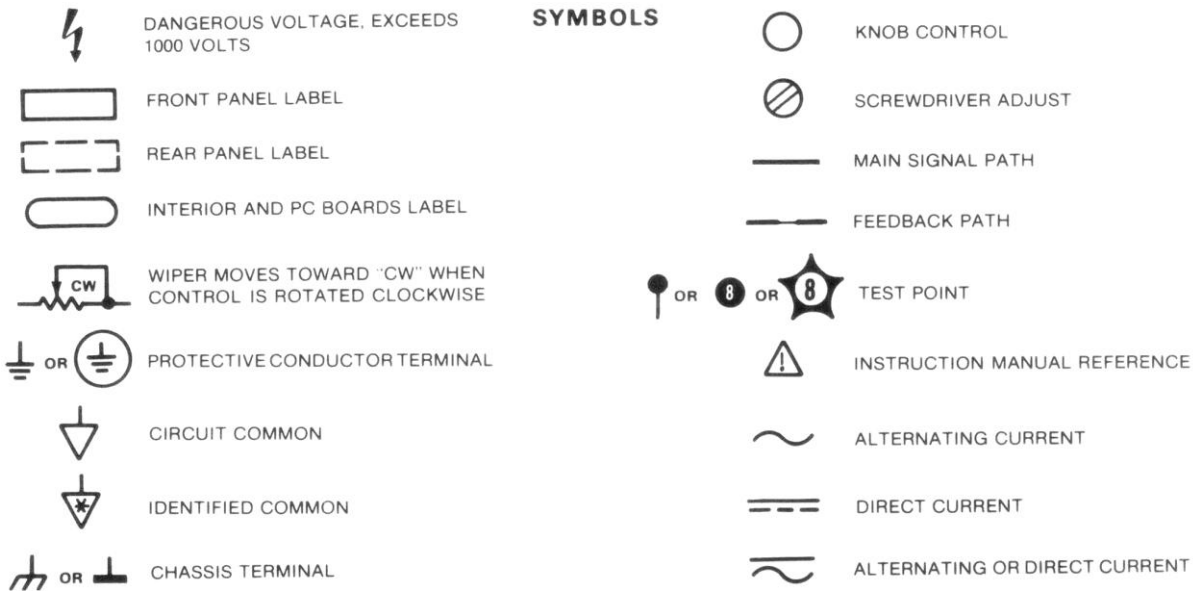 SYMBOLS
DANGEROUS VOLTAGE, EXCEEDS
1000 VOLTS
FRONT PANEL LABEL
REAR PANEL LABEL
INTERIOR AND PC BOARDS LABEL
CW
WIPER MOVES TOWARD "CW" WHEN
CONTROL IS ROTATED CLOCKWISE
OR
PROTECTIVE CONDUCTOR TERMINAL
CIRCUIT COMMON
*
IDENTIFIED COMMON
OR
CHASSIS TERMINAL
KNOB CONTROL
SCREWDRIVER ADJUST
MAIN SIGNAL PATH
FEEDBACK PATH
OR 8 OR 8 TEST POINT
!
INSTRUCTION MANUAL REFERENCE
ALTERNATING CURRENT
DIRECT CURRENT
ALTERNATING OR DIRECT CURRENT